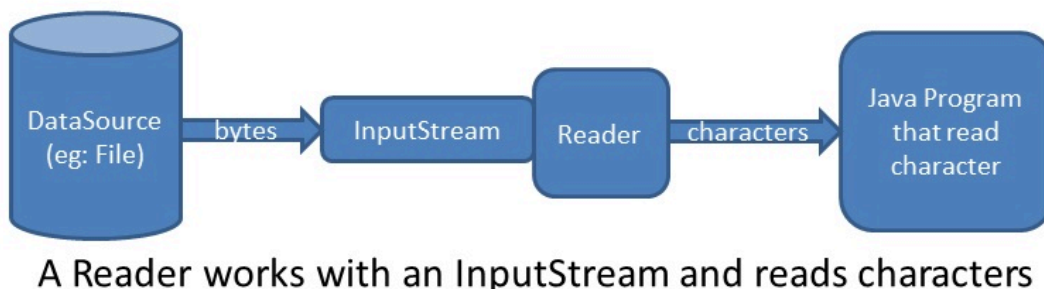 DataSource
(eg: File)
bytes
InputStream
Reader
characters
Java Program
that read
character
A Reader works with an InputStream and reads characters